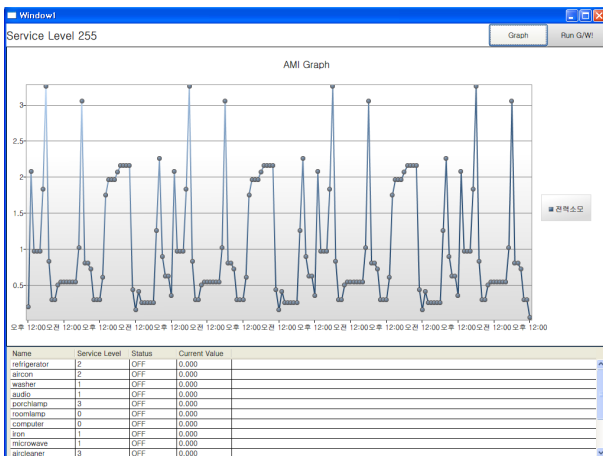 Window1
Service Level 255
Graph
Run G/W!
AMI Graph
3
2.5
2
1.5
1
0.5
전력소모
오후 12:00오전 12:00오후 12:00오전 12:00오후 12:00오전 12:00오후 12:00오전 12:00오후 12:00오전 12:00오후 12:00오전 12:00오전 12:00오후 12:00
Name Service Level Status Current Value
refrigerator 2 OFF 0.000
aircon 2 OFF 0.000
washer 1 OFF 0.000
audio 1 OFF 0.000
porchlamp 3 OFF 0.000
roomlamp 0 OFF 0.000
computer 0 OFF 0.000
iron 1 OFF 0.000
microwave 1 OFF 0.000
aircleaner 3 OFF 0.000